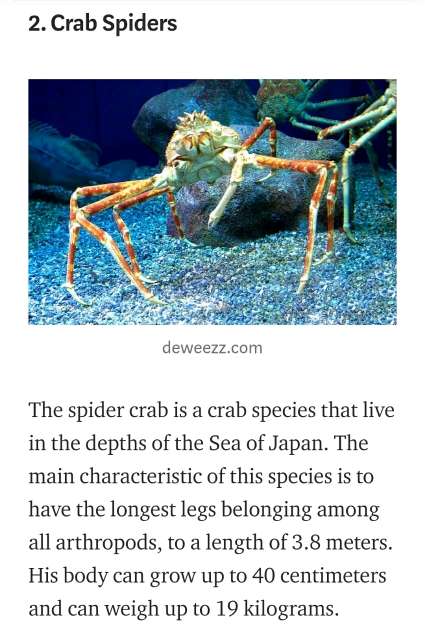 2. Crab Spiders
deweezz.com
The spider crab is a crab species that live
in the depths of the Sea of Japan. The
main characteristic of this species is to
have the longest legs belonging among
all arthropods, to a length of 3.8 meters.
His body can grow up to 40 centimeters
and can weigh up to 19 kilograms.